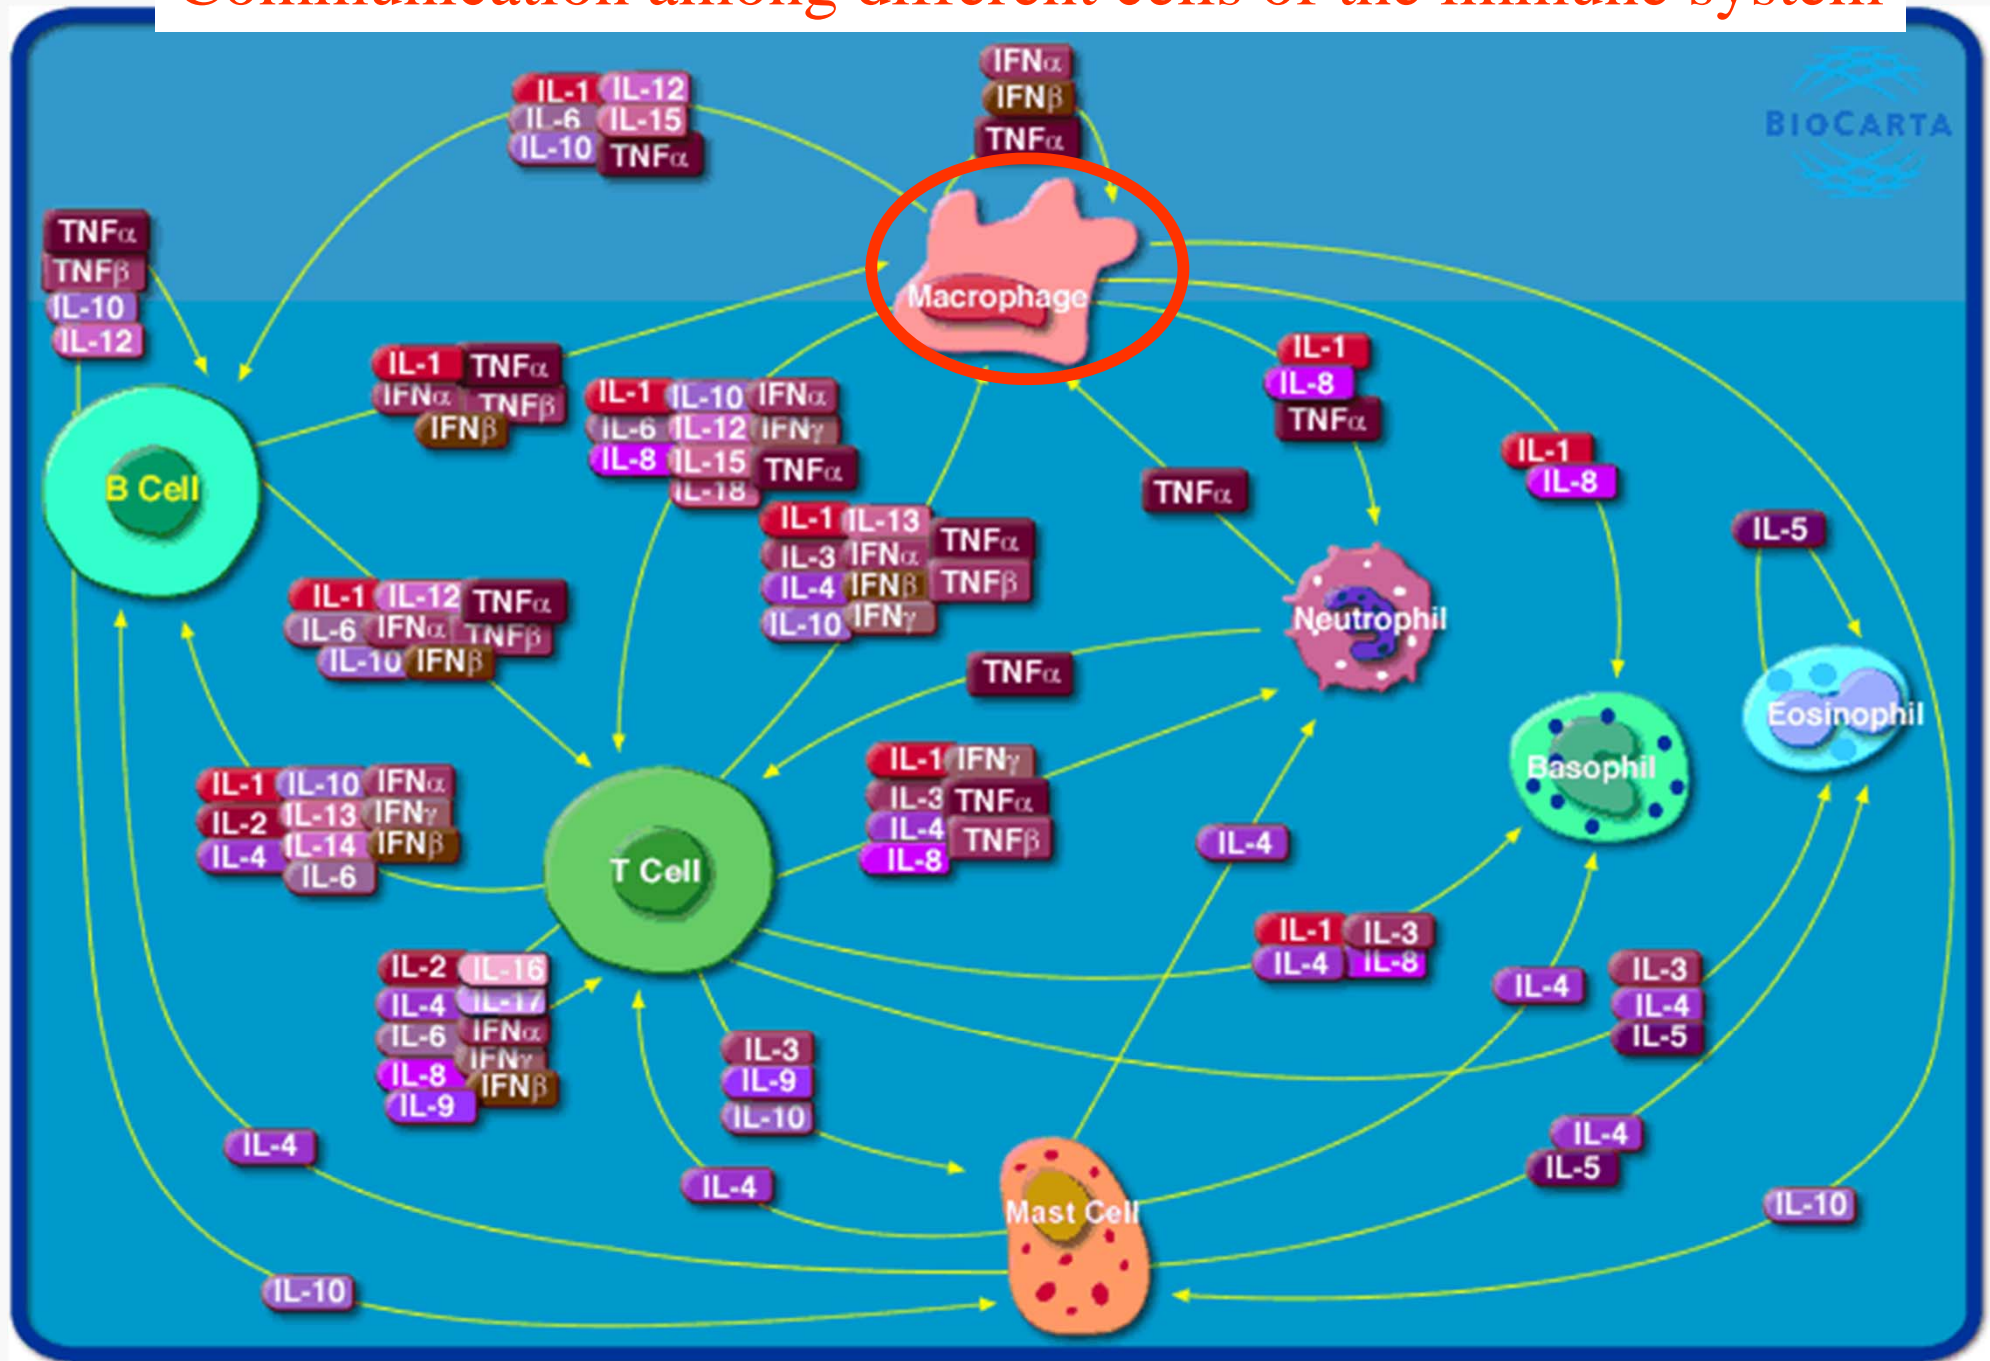 Communication among different cells of the immune system
BIOCARTA
IL-1 IL-12
IL-6 IL-15
IL-10 TNFα
IFNα
IFNβ
TNFα
TNFα
TNFβ
IL-10
IL-12
Macrophage
IL-1 TNFα
IFNα TNFβ
IFNβ
IL-1 IL-10 IFNα
IL-6 IL-12 IFNγ
IL-8 IL-15 TNFα
IL-18
IL-1
IL-8
TNFα
IL-1
IL-8
B Cell
TNFα
IL-5
IL-1 IL-13 TNFα
IL-3 IFNα
IL-4 IFNβ TNFβ
IL-10 IFNγ
IL-1 IL-12 TNFα
IL-6 IFNα TNFβ
IL-10 IFNβ
Neutrophil
TNFα
Eosinophil
Basophil
IL-1 IL-10 IFNα
IL-2 IL-13 IFNγ
IL-4 IL-14 IFNβ
IL-6
T Cell
IL-1 IFNγ
IL-3 TNFα
IL-4 TNFβ
IL-8
IL-4
IL-1 IL-3
IL-4 IL-8
IL-2 IL-16
IL-4 IL-17
IL-6 IFNα
IFNγ
IL-8 IFNβ
IL-9
IL-4
IL-3
IL-4
IL-5
IL-3
IL-9
IL-10
IL-4
IL-4
IL-4
IL-5
Mast Cell
IL-10
IL-10